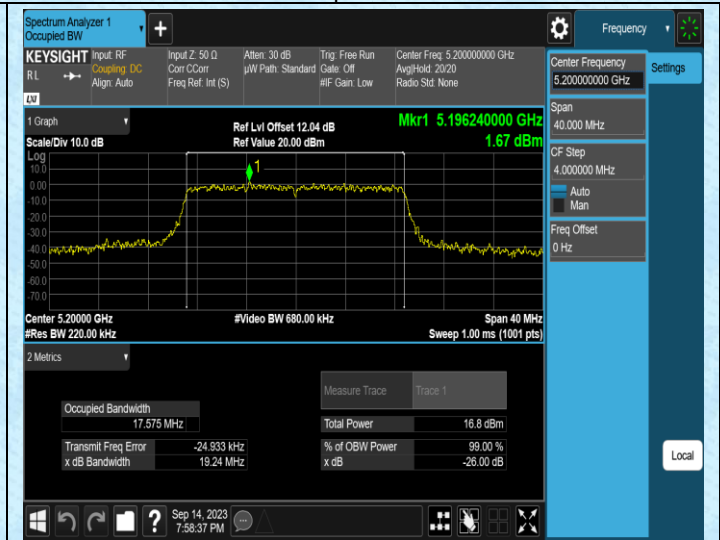 Spectrum Analyzer 1
Occupied BW
Frequency
KEYSIGHT
RL
LXI
Input: RF
Coupling: DC
Align: Auto
Input Z: 50 Ω
Corr CCorr
Freq Ref: Int (S)
Atten: 30 dB
µW Path: Standard
Trig: Free Run
Gate: Off
#IF Gain: Low
Center Freq: 5.200000000 GHz
Avg|Hold: 20/20
Radio Std: None
Center Frequency
5.200000000 GHz
Settings
Span
40.000 MHz
CF Step
4.000000 MHz
Auto
Man
Freq Offset
0 Hz
Local
1 Graph
Scale/Div 10.0 dB
Ref Lvl Offset 12.04 dB
Ref Value 20.00 dBm
Mkr1 5.196240000 GHz
1.67 dBm
Log
10.0
0.00
-10.0
-20.0
-30.0
-40.0
-50.0
-60.0
-70.0
1
Center 5.20000 GHz
#Res BW 220.00 kHz
#Video BW 680.00 kHz
Span 40 MHz
Sweep 1.00 ms (1001 pts)
2 Metrics
Measure Trace
Trace 1
Occupied Bandwidth
17.575 MHz
Total Power
16.8 dBm
Transmit Freq Error
-24.933 kHz
% of OBW Power
99.00 %
x dB Bandwidth
19.24 MHz
x dB
-26.00 dB
?
Sep 14, 2023
7:58:37 PM